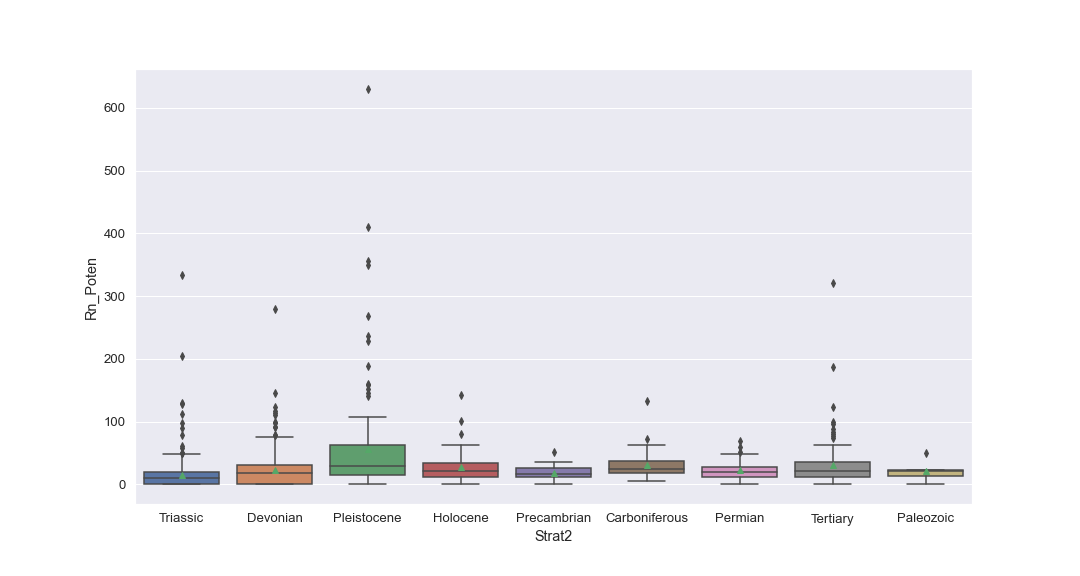 600
500
400
300
200
100
0
Rn_Poten
Triassic Devonian Pleistocene Holocene Precambrian Carboniferous Permian Tertiary Paleozoic
Strat2